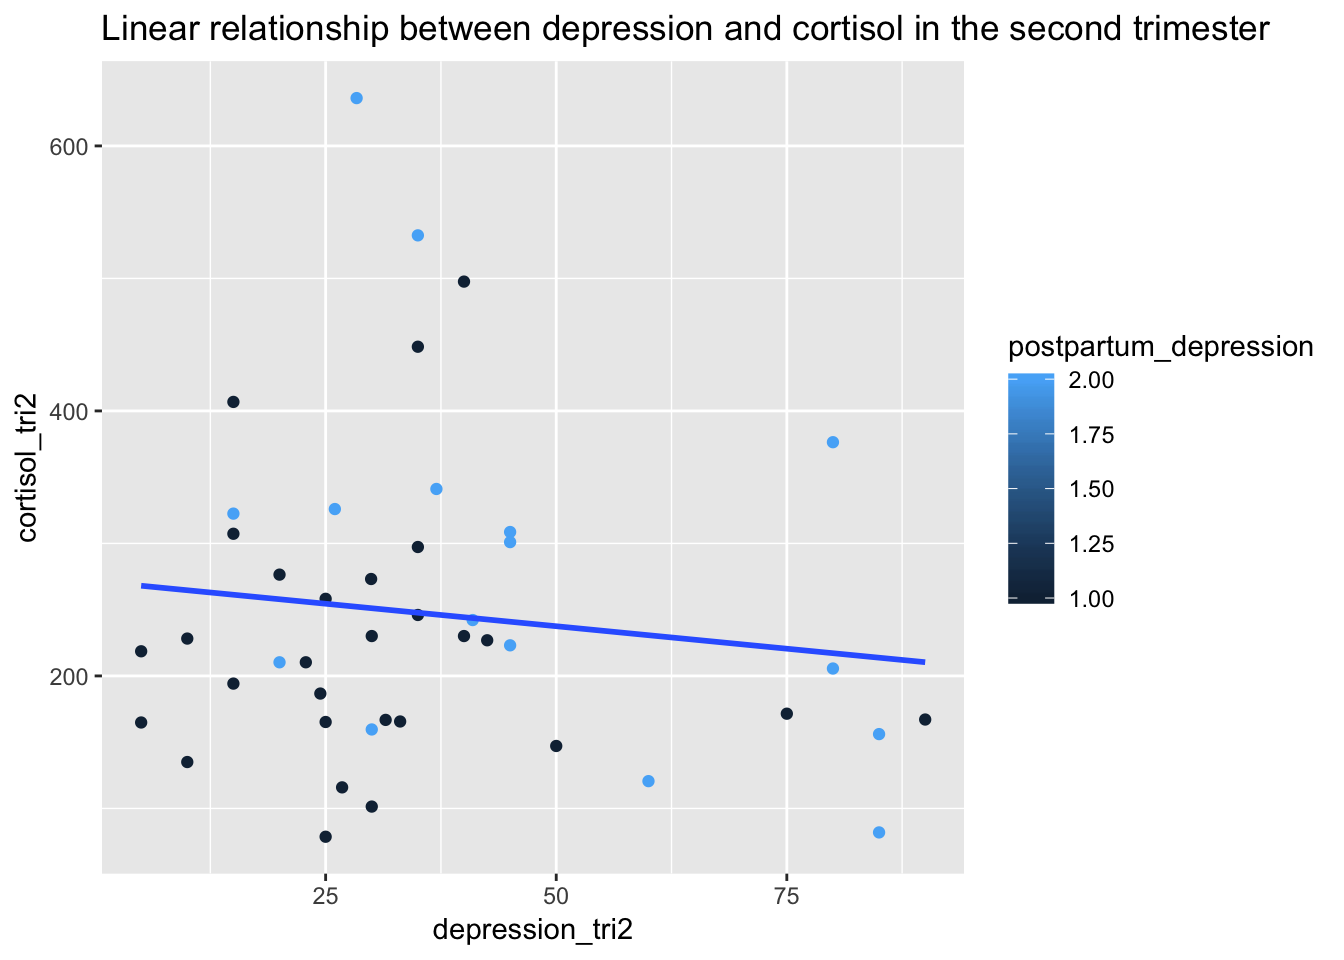 Linear relationship between depression and cortisol in the second trimester
600
400
200
cortisol_tri2
25 50 75
depression_tri2
postpartum_depression
2.00
1.75
1.50
1.25
1.00